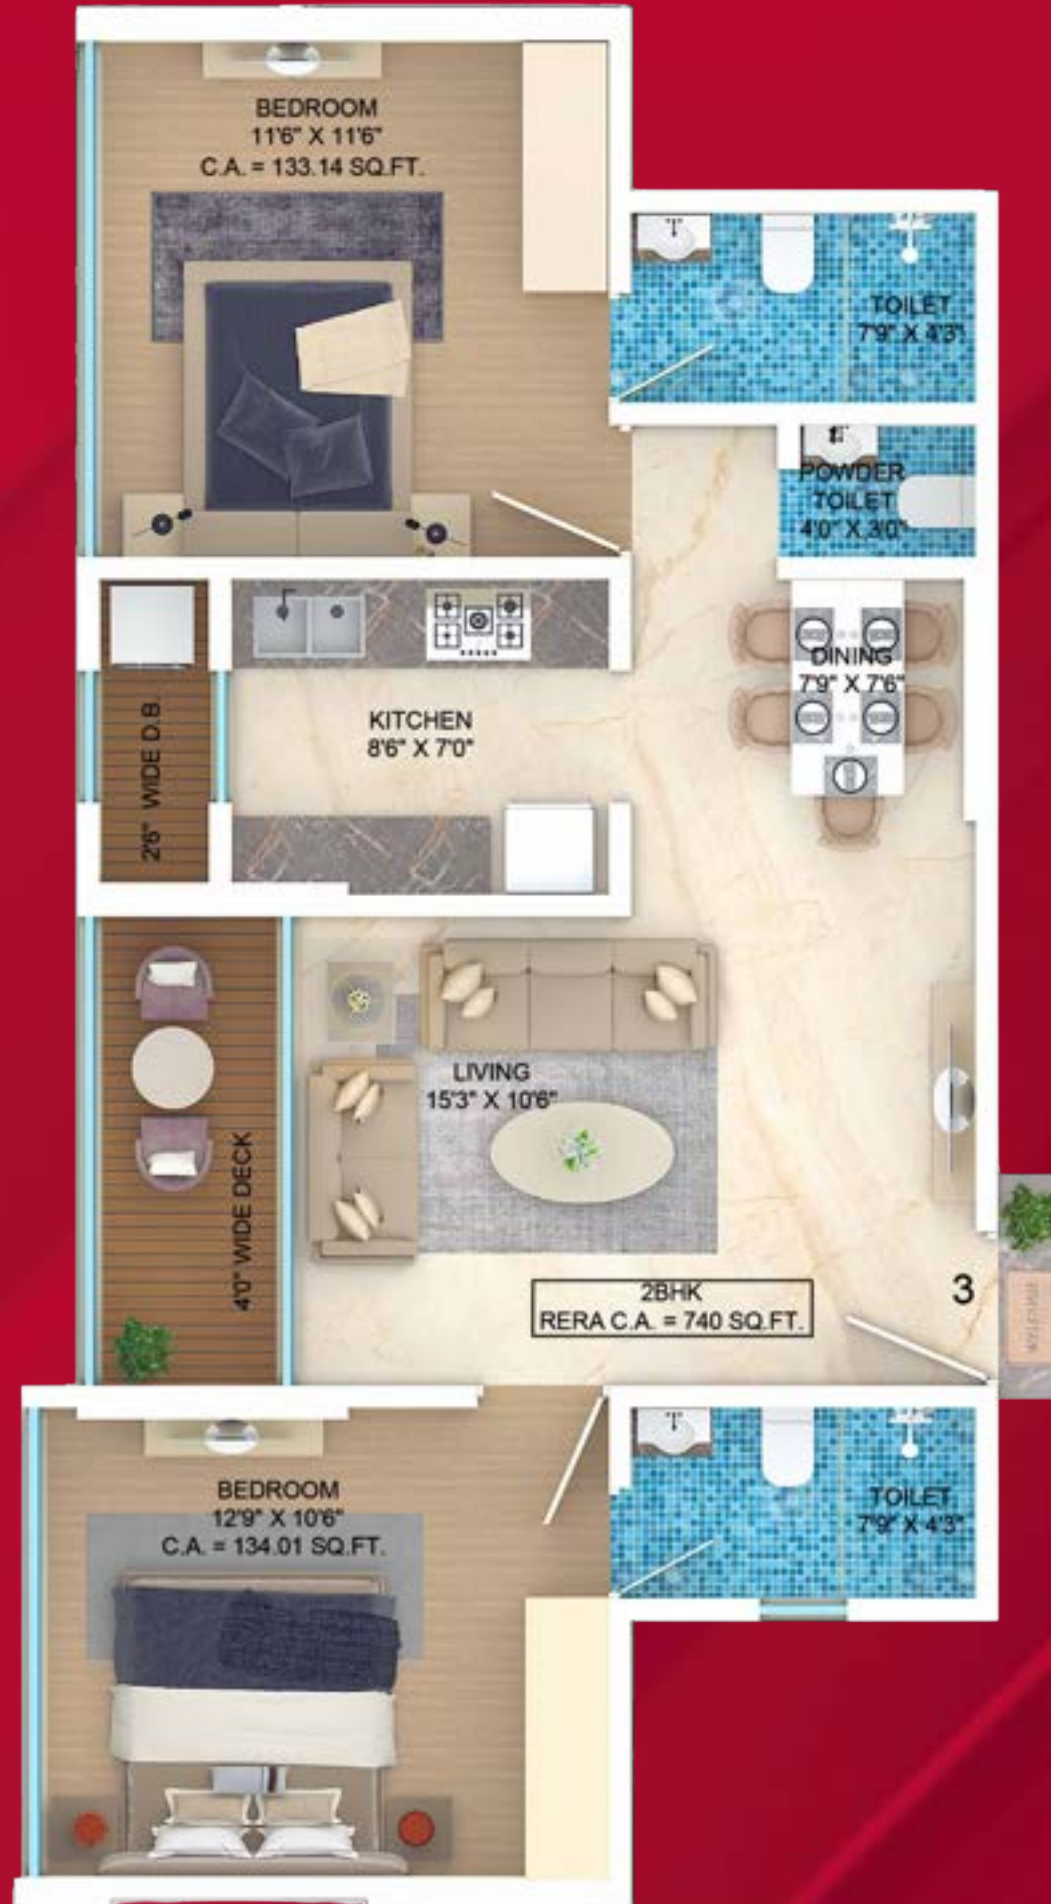 BEDROOM
11'6" X 11'6"
C.A. = 133.14 SQ.FT.
TOILET
7'9" X 4'3"
POWDER
TOILET
4'0" X 3'0"
DINING
7'9" X 7'6"
KITCHEN
8'6" X 7'0"
2'6" WIDE D.B.
LIVING
15'3" X 10'6"
4'0" WIDE DECK
2BHK
RERA C.A. = 740 SQ.FT.
3
BEDROOM
12'9" X 10'6"
C.A. = 134.01 SQ.FT.
TOILET
7'9" X 4'3"